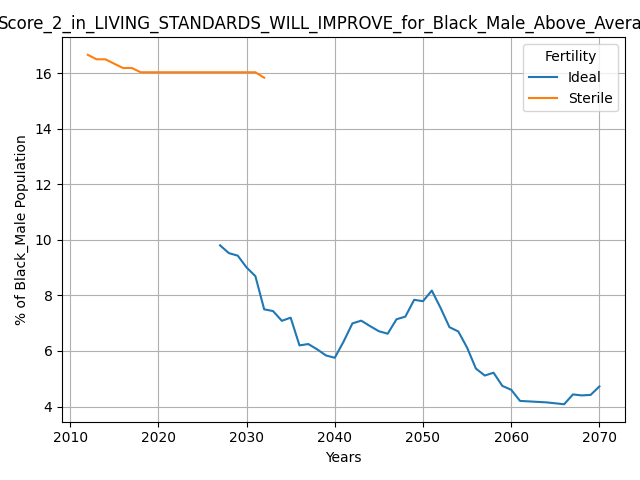 Score_2_in_LIVING_STANDARDS_WILL_IMPROVE_for_Black_Male_Above_Avera
Fertility
Ideal
Sterile
% of Black_Male Population
16
14
12
10
8
6
4
2010 2020 2030 2040 2050 2060 2070
Years